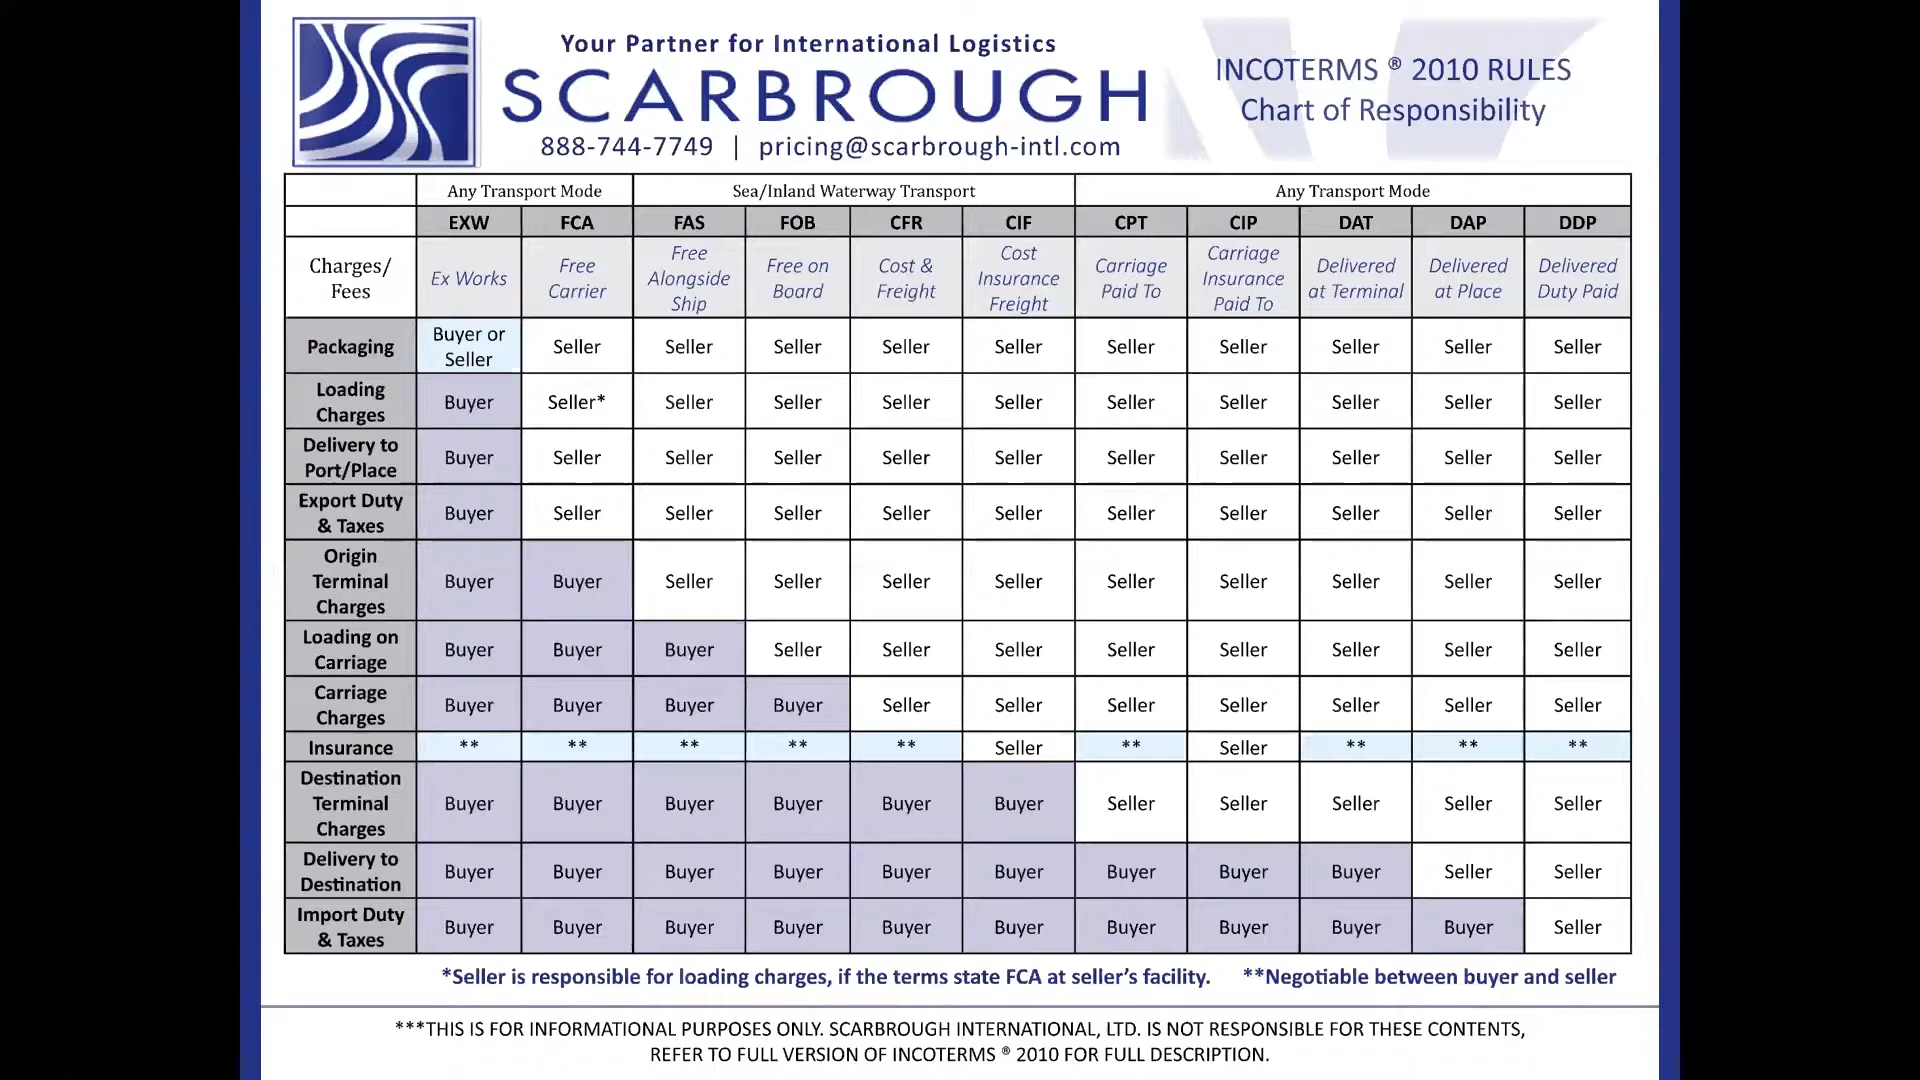 Your Partner for International Logistics
SCARBROUGH
888-744-7749 | pricing@scarbrough-intl.com
INCOTERMS ® 2010 RULES
Chart of Responsibility
Any Transport Mode Sea/Inland Waterway Transport Any Transport Mode
EXW FCA FAS FOB CFR CIF CPT CIP DAT DAP DDP
Charges/
Fees
Ex Works
Free
Carrier
Free
Alongside
Ship
Free on
Board
Cost &
Freight
Cost
Insurance
Freight
Carriage
Paid To
Carriage
Insurance
Paid To
Delivered
at Terminal
Delivered
at Place
Delivered
Duty Paid
Packaging
Buyer or
Seller
Seller Seller Seller Seller Seller Seller Seller Seller Seller Seller
Loading
Charges
Buyer Seller* Seller Seller Seller Seller Seller Seller Seller Seller Seller
Delivery to
Port/Place
Buyer Seller Seller Seller Seller Seller Seller Seller Seller Seller Seller
Export Duty
& Taxes
Buyer Seller Seller Seller Seller Seller Seller Seller Seller Seller Seller
Origin
Terminal
Charges
Buyer Buyer Seller Seller Seller Seller Seller Seller Seller Seller Seller
Loading on
Carriage
Buyer Buyer Buyer Seller Seller Seller Seller Seller Seller Seller Seller
Carriage
Charges
Buyer Buyer Buyer Buyer Seller Seller Seller Seller Seller Seller Seller
Insurance ** ** ** ** ** Seller ** Seller ** ** **
Destination
Terminal
Charges
Buyer Buyer Buyer Buyer Buyer Buyer Seller Seller Seller Seller Seller
Delivery to
Destination
Buyer Buyer Buyer Buyer Buyer Buyer Buyer Buyer Buyer Seller Seller
Import Duty
& Taxes
Buyer Buyer Buyer Buyer Buyer Buyer Buyer Buyer Buyer Buyer Seller
*Seller is responsible for loading charges, if the terms state FCA at seller’s facility. **Negotiable between buyer and seller
***THIS IS FOR INFORMATIONAL PURPOSES ONLY. SCARBROUGH INTERNATIONAL, LTD. IS NOT RESPONSIBLE FOR THESE CONTENTS,
REFER TO FULL VERSION OF INCOTERMS ® 2010 FOR FULL DESCRIPTION.